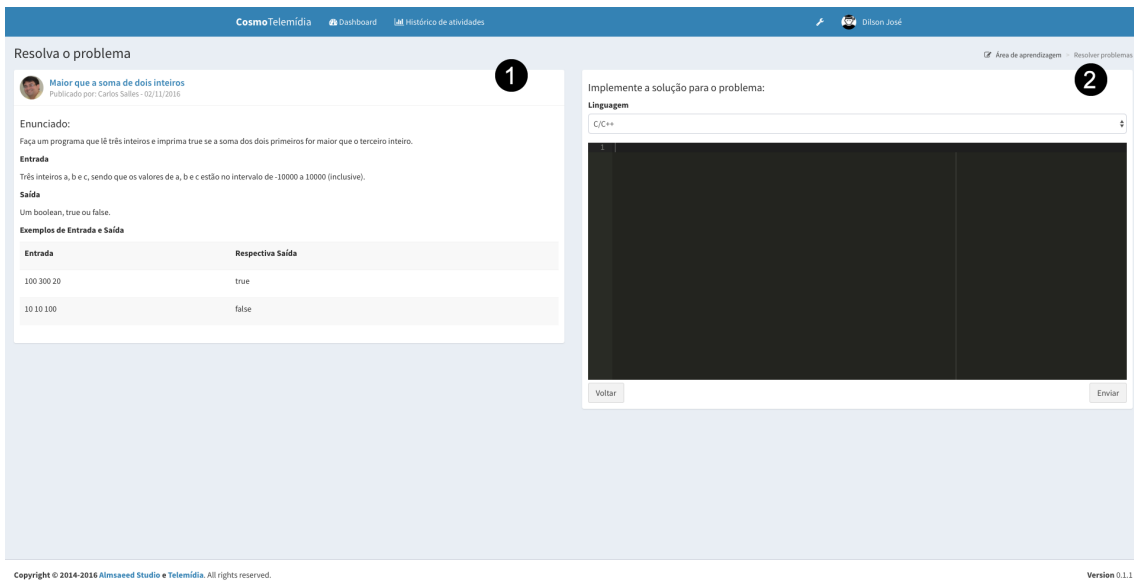 CosmoTelemídia Dashboard Histórico de atividades Dilson José
Resolva o problema
Área de aprendizagem > Resolver problemas
Maior que a soma de dois inteiros
Publicado por: Carlos Salles - 02/11/2016
1
Enunciado:
Faça um programa que lê três inteiros e imprima true se a soma dos dois primeiros for maior que o terceiro inteiro.
Entrada
Três inteiros a, b e c, sendo que os valores de a, b e c estão no intervalo de -10000 a 10000 (inclusive).
Saída
Um boolean, true ou false.
Exemplos de Entrada e Saída
Entrada Respectiva Saída
100 300 20 true
10 10 100 false
2
Implemente a solução para o problema:
Linguagem
C/C++
1
Voltar Enviar
Copyright © 2014-2016 Almsaeed Studio e Telemídia. All rights reserved. Version 0.1.1